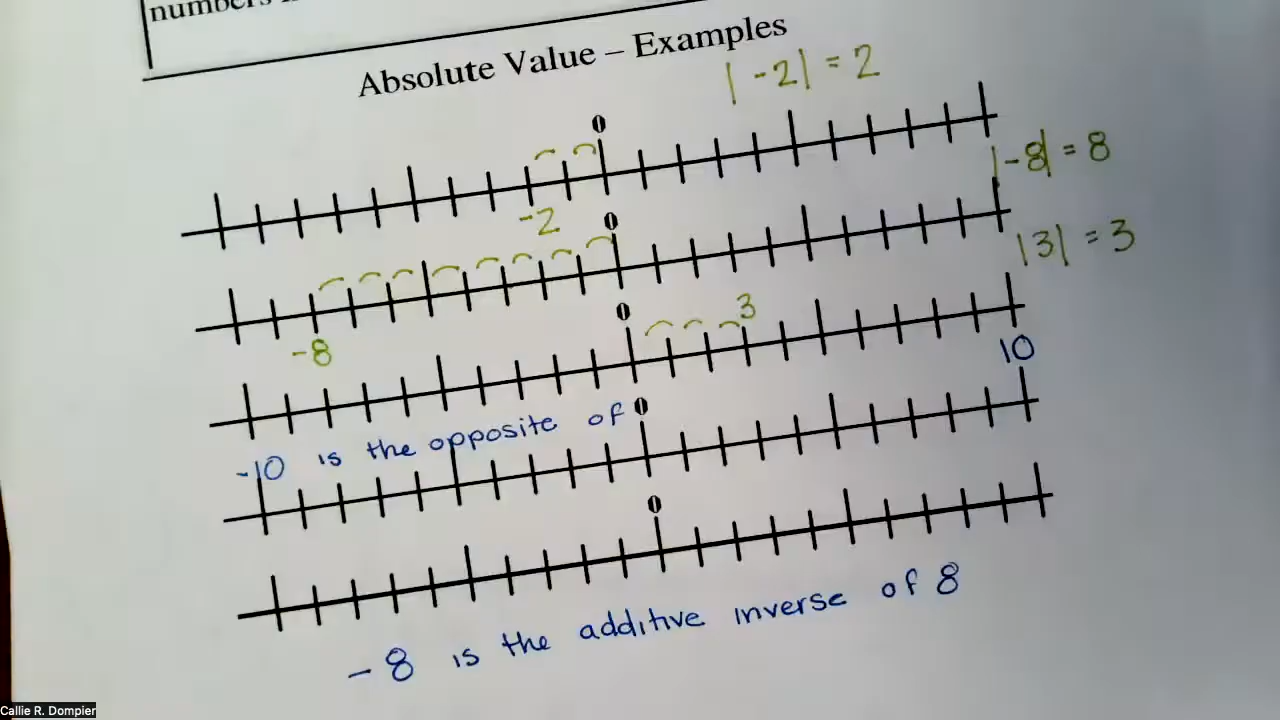 numbers
Absolute Value – Examples
|-2| = 2
0
-2
|-8| = 8
0
-8
|3| = 3
0
3
10
-10 is the opposite of
0
0
-8 is the additive inverse of 8
Callie R. Dompier